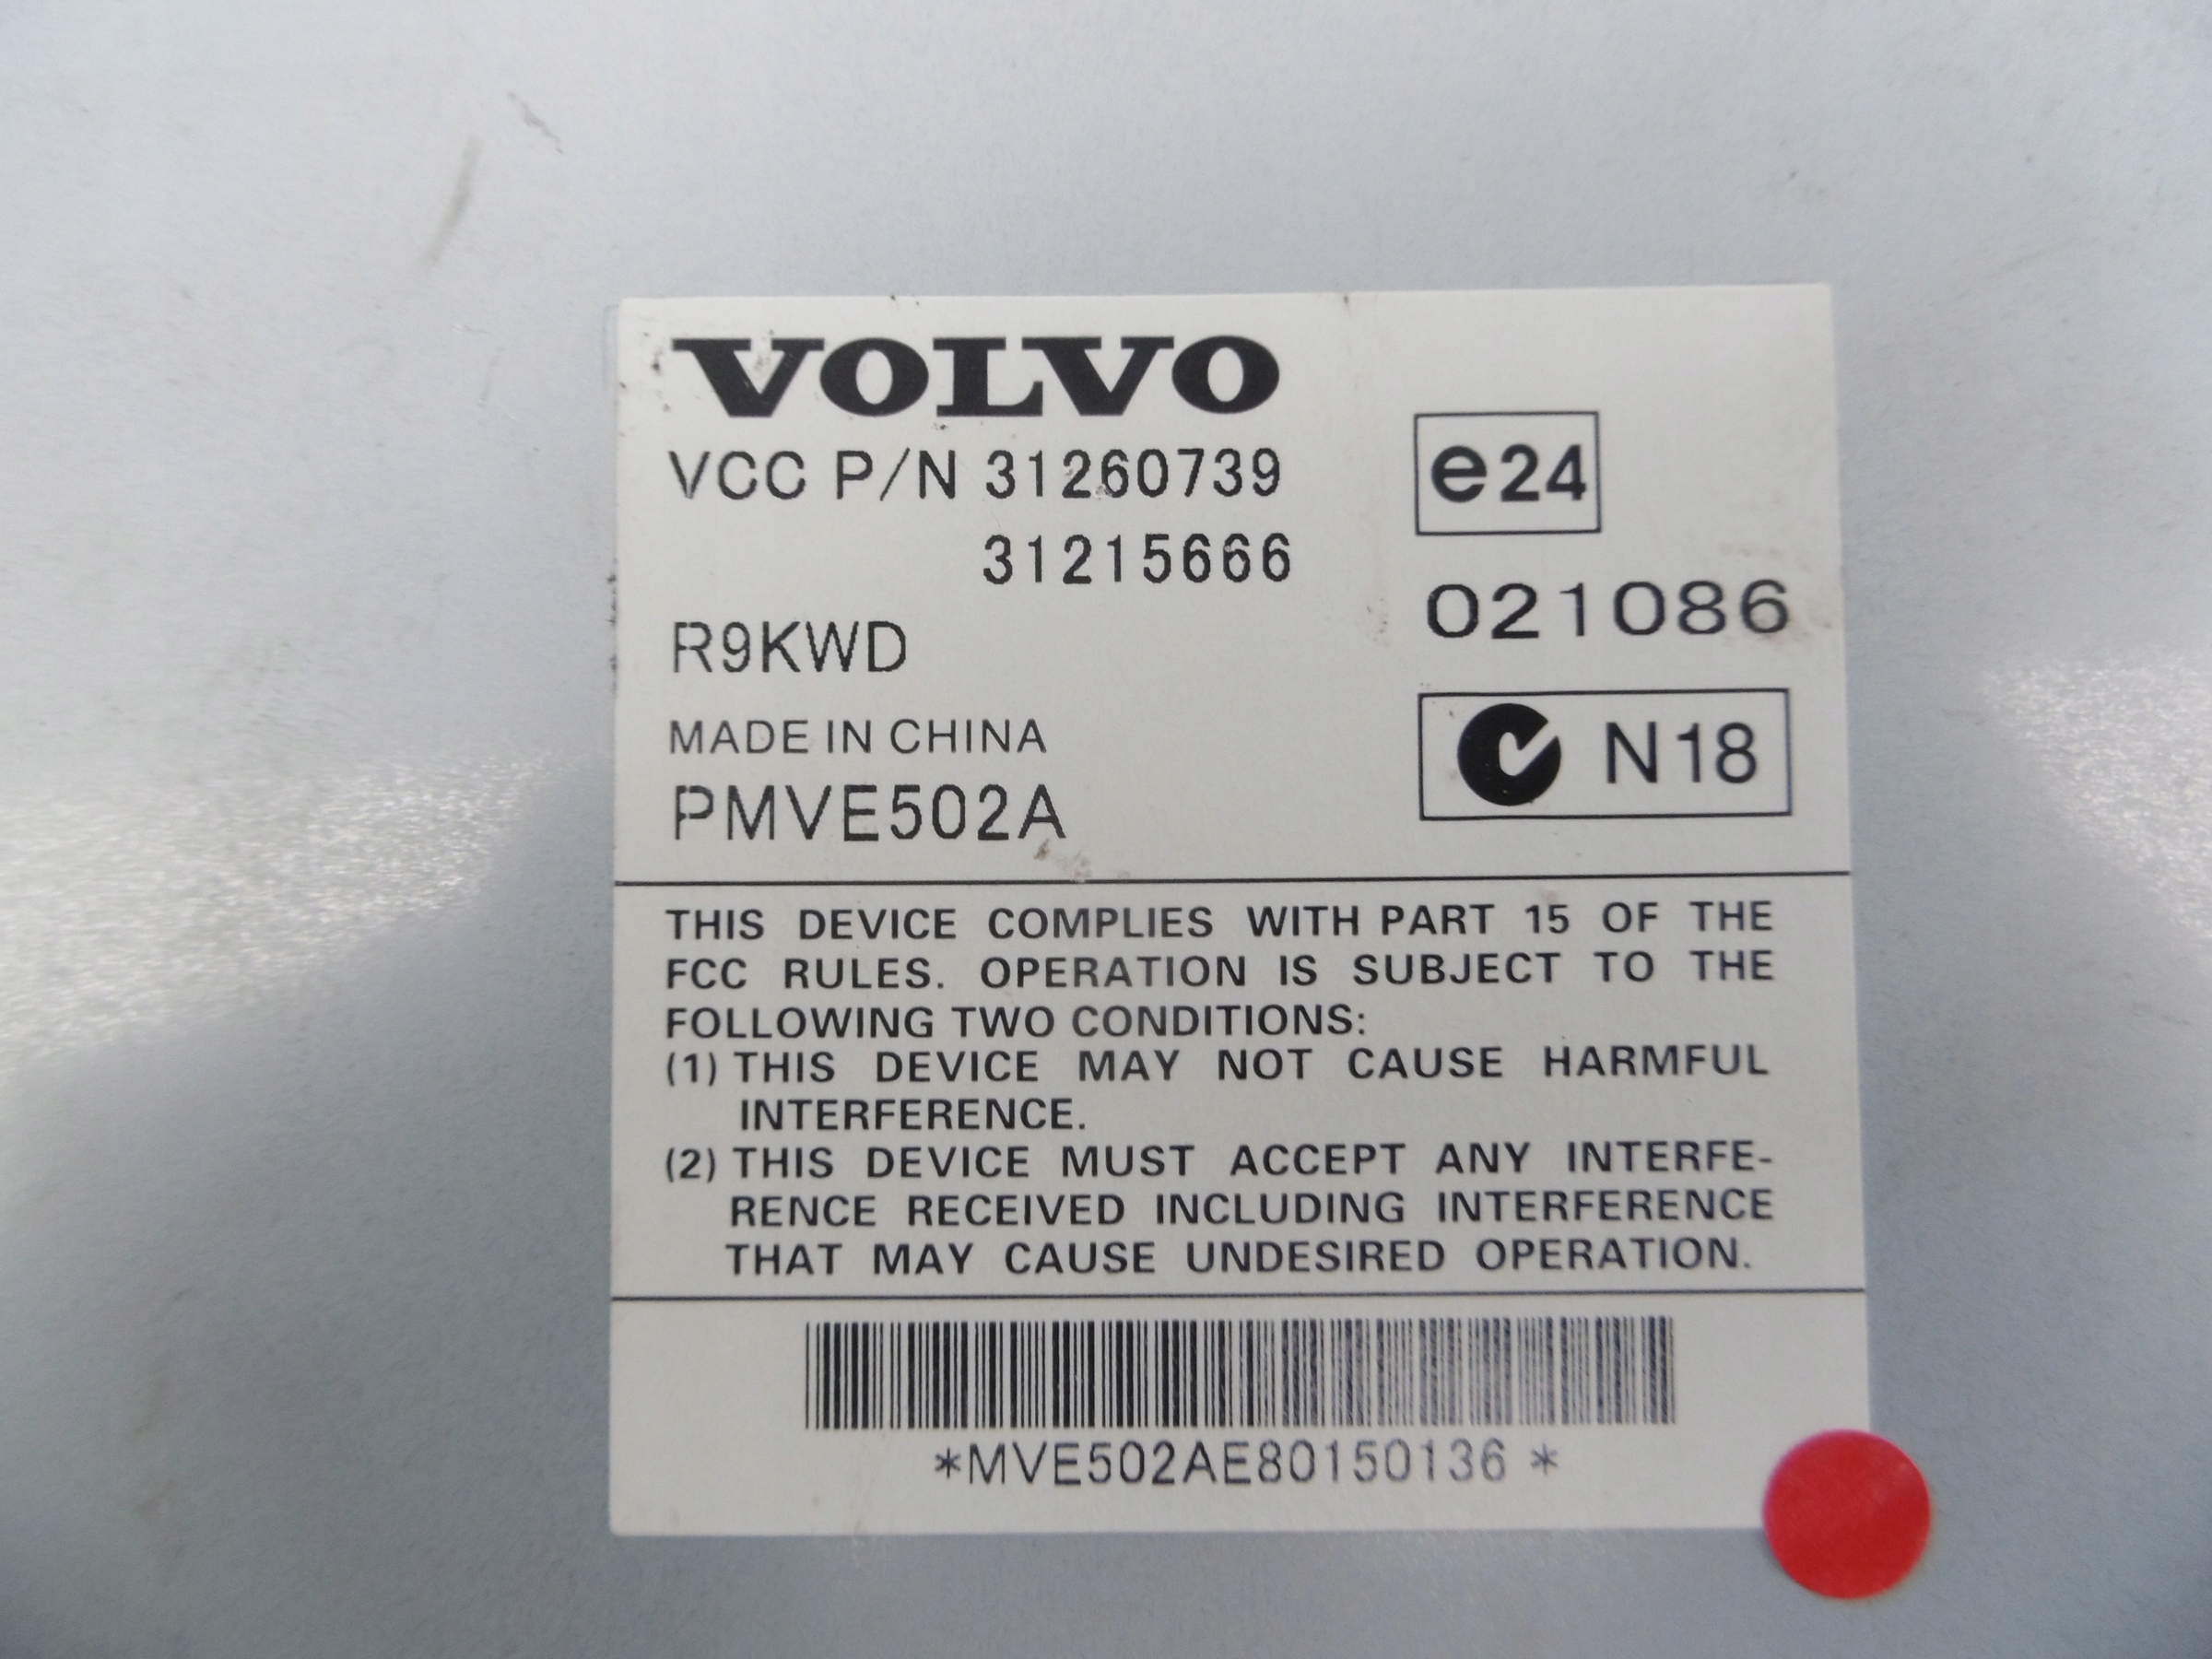 VOLVO
VCC P/N 31260739
31215666
e24
021086
R9KWD
N18
MADE IN CHINA
PMVE502A
THIS DEVICE COMPLIES WITH PART 15 OF THE
FCC RULES. OPERATION IS SUBJECT TO THE
FOLLOWING TWO CONDITIONS:
(1) THIS DEVICE MAY NOT CAUSE HARMFUL
INTERFERENCE.
(2) THIS DEVICE MUST ACCEPT ANY INTERFE-
RENCE RECEIVED INCLUDING INTERFERENCE
THAT MAY CAUSE UNDESIRED OPERATION.
*MVE502AE80150136 *